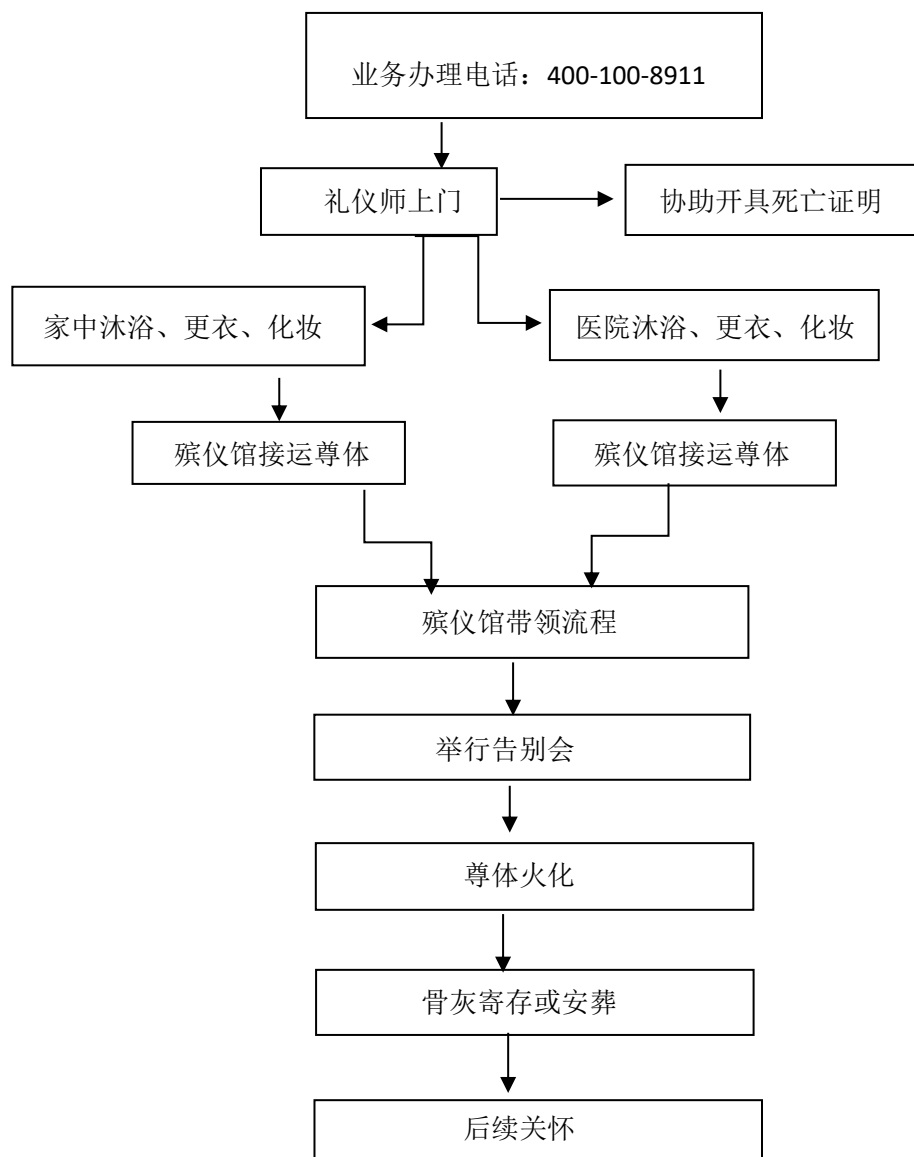 业务办理电话：400-100-8911
礼仪师上门
协助开具死亡证明
家中沐浴、更衣、化妆
医院沐浴、更衣、化妆
殡仪馆接运尊体
殡仪馆接运尊体
殡仪馆带领流程
举行告别会
尊体火化
骨灰寄存或安葬
后续关怀